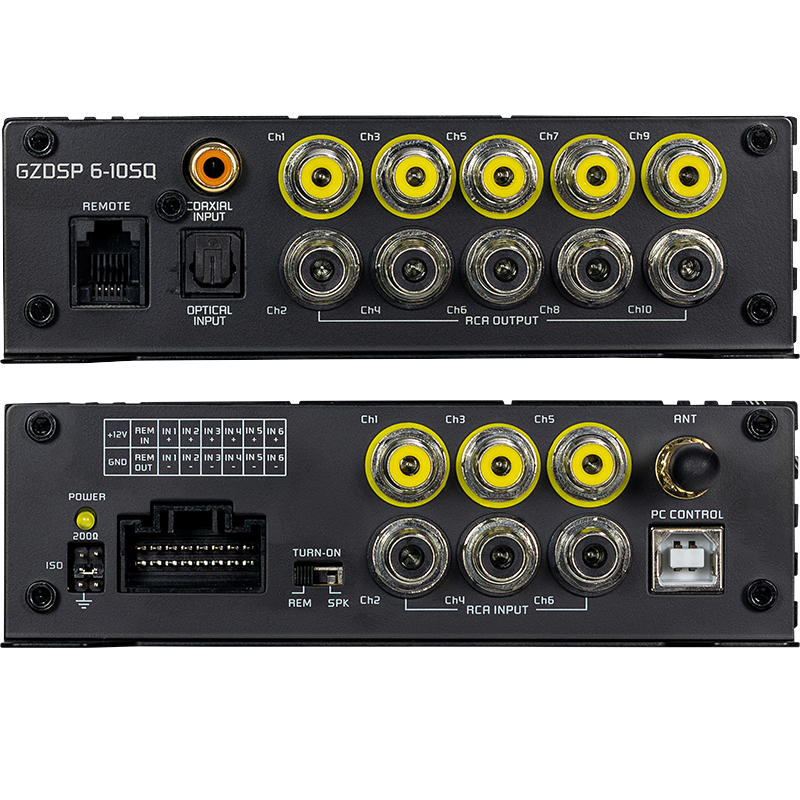 Ch1 Ch3 Ch5 Ch7 Ch9
GZDSP 6-10SQ
REMOTE
COAXIAL
INPUT
OPTICAL
INPUT
Ch2 Ch4 Ch6 Ch8 Ch10
RCA OUTPUT
+12V REM IN IN 1 + IN 2 + IN 3 + IN 4 + IN 5 + IN 6 +
GND REM OUT IN 1 - IN 2 - IN 3 - IN 4 - IN 5 - IN 6 -
Ch1 Ch3 Ch5
ANT
POWER
200Ω
ISO
TURN-ON
REM SPK
PC CONTROL
Ch2 Ch4 Ch6
RCA INPUT